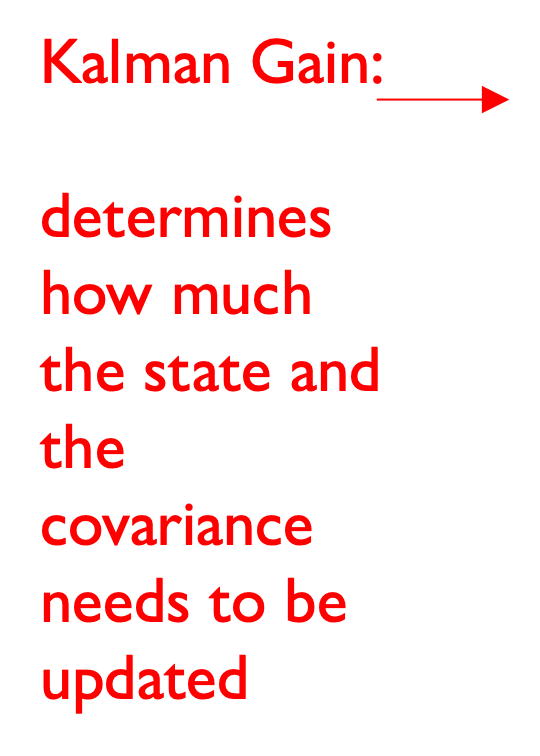 Kalman Gain:
determines
how much
the state and
the
covariance
needs to be
updated